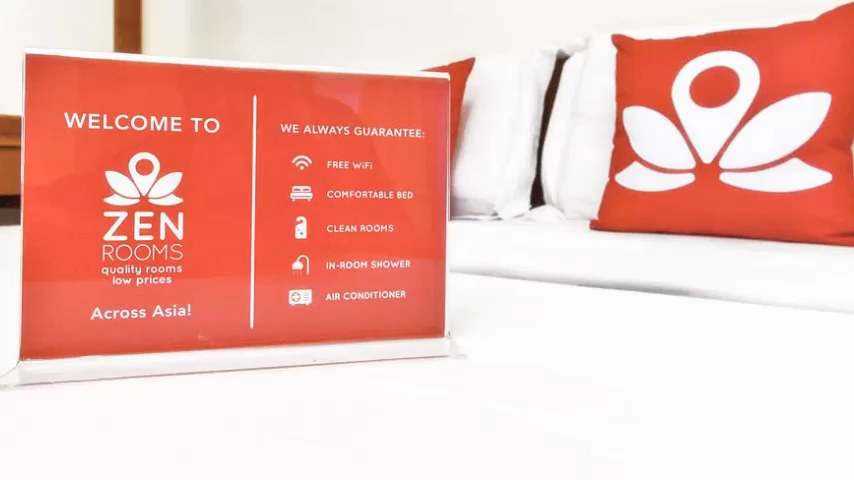 WELCOME TO
ZEN
ROOMS
quality rooms
low prices
Across Asia!
WE ALWAYS GUARANTEE:
FREE WiFi
COMFORTABLE BED
CLEAN ROOMS
IN-ROOM SHOWER
AIR CONDITIONER